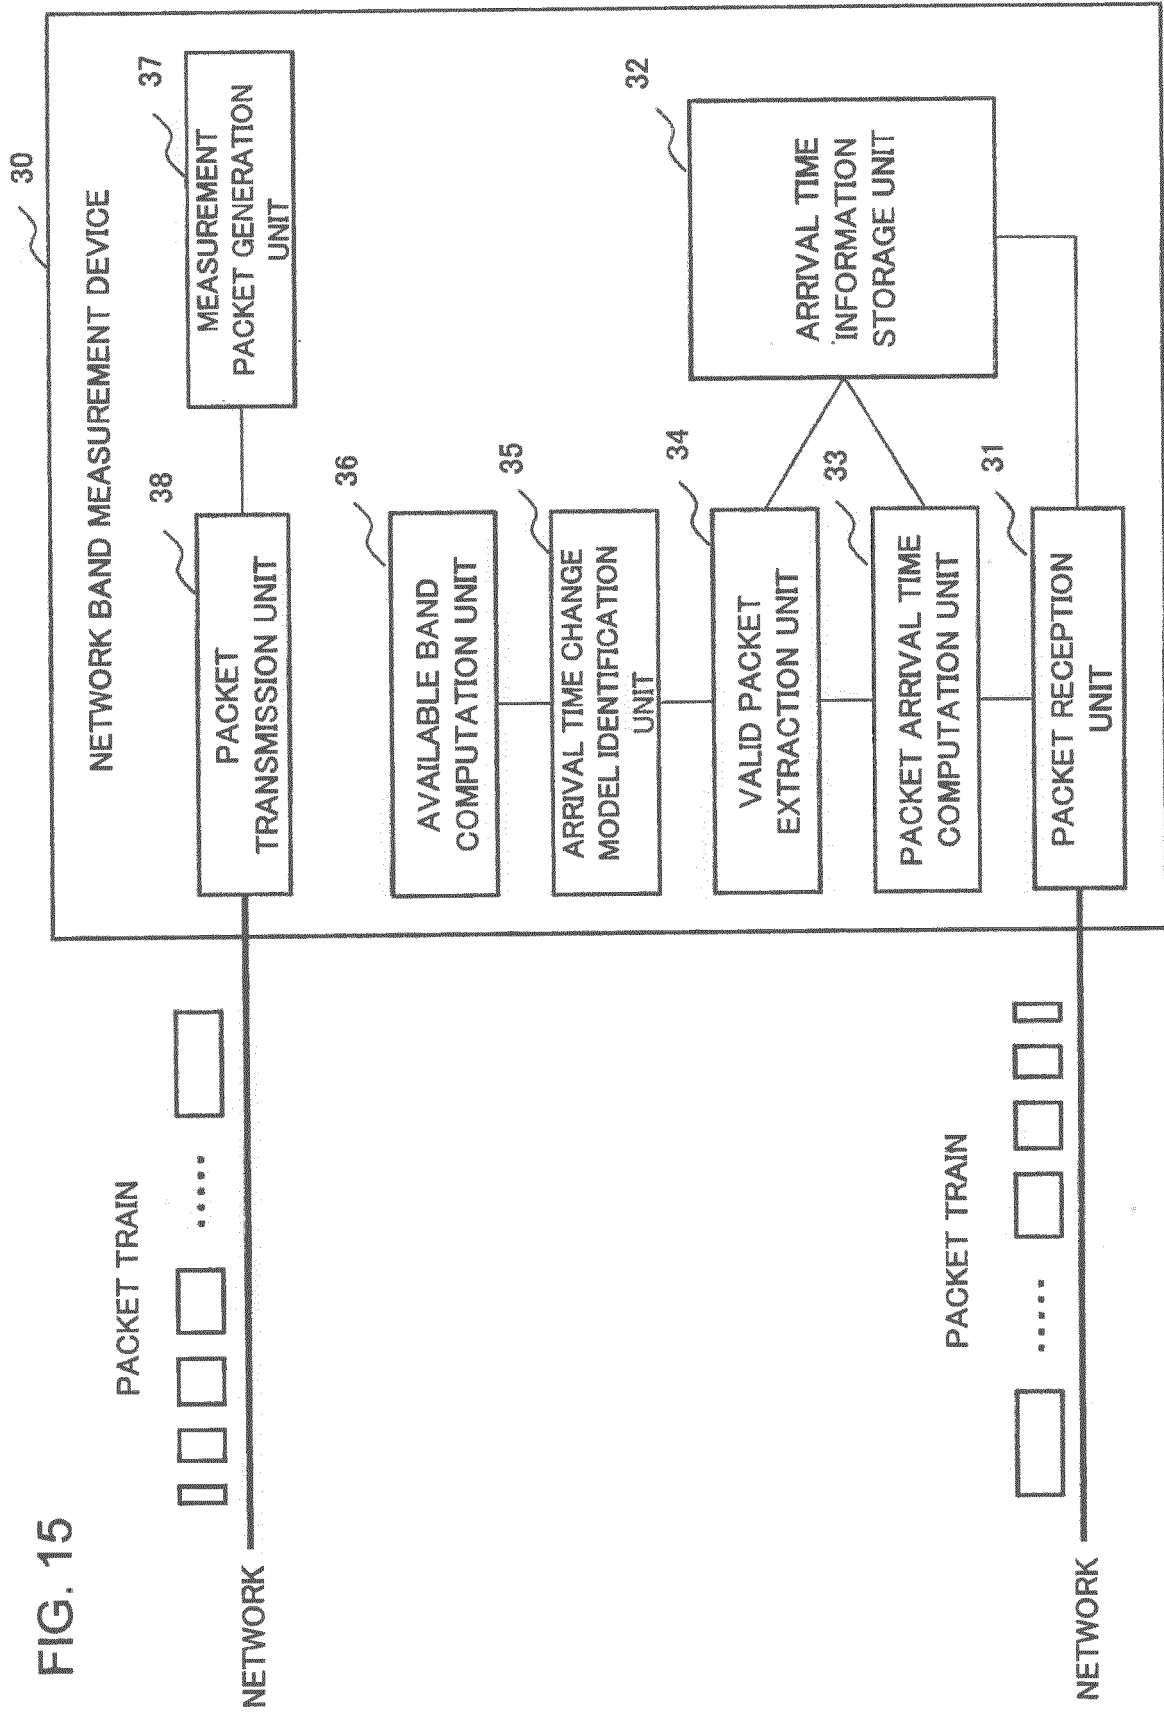 FIG. 15
NETWORK BAND MEASUREMENT DEVICE
30
PACKET TRAIN
.....
NETWORK
38
PACKET
TRANSMISSION UNIT
37
MEASUREMENT
PACKET GENERATION
UNIT
36
AVAILABLE BAND
COMPUTATION UNIT
35
ARRIVAL TIME CHANGE
MODEL IDENTIFICATION
UNIT
34
VALID PACKET
EXTRACTION UNIT
33
PACKET ARRIVAL TIME
COMPUTATION UNIT
32
ARRIVAL TIME
INFORMATION
STORAGE UNIT
31
PACKET RECEPTION
UNIT
PACKET TRAIN
.....
NETWORK